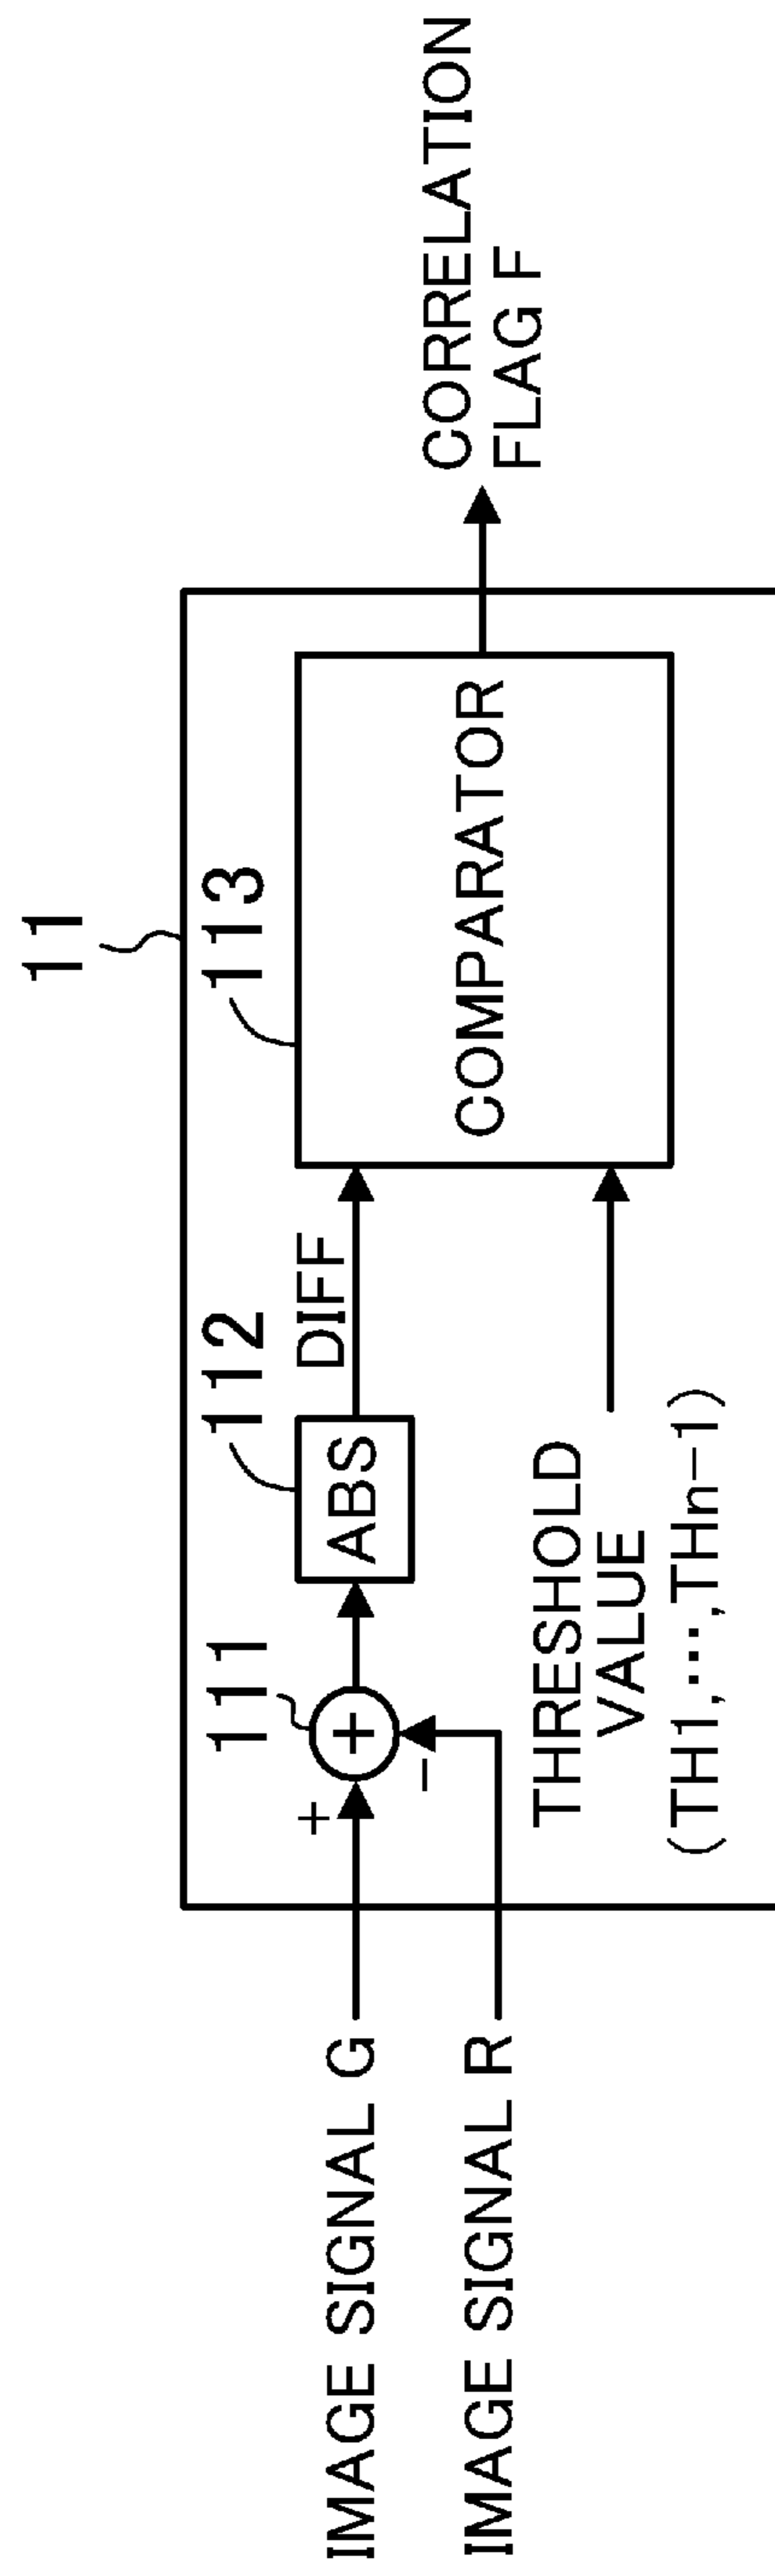 11
111
112
113
IMAGE SIGNAL G
+
+
ABS
DIFF
COMPARATOR
CORRELATION
FLAG F
IMAGE SIGNAL R
−
THRESHOLD
VALUE
(TH1,⋯,THn−1)